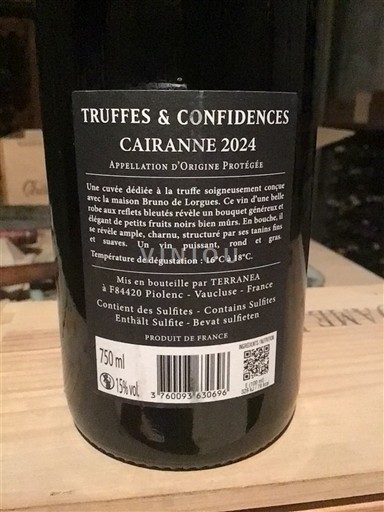 TRUFFES & CONFIDENCES
CAIRANNE 2024
APPELLATION D'ORIGINE PROTÉGÉE
Une cuvée dédiée à la truffe soigneusement conçue
avec la maison Bruno de Lorgues. Ce vin d'une belle
robe aux reflets bleutés révèle un bouquet généreux et
élégant de petits fruits noirs bien mûrs. En bouche, il
se révèle ample, charnu, structuré par ses tanins fins
et suaves. Un vin puissant, rond et gras.
VINIOU
Température de dégustation : 16°C - 18°C.
Mis en bouteille par TERRANEA
à F84420 Piolenc - Vaucluse - France
Contient des Sulfites - Contains Sulfites
Enthält Sulfite - Bevat sulfieten
PRODUIT DE FRANCE
750 ml
15% vol.
3 760093 630696
INGREDIENTS / NUTRITION